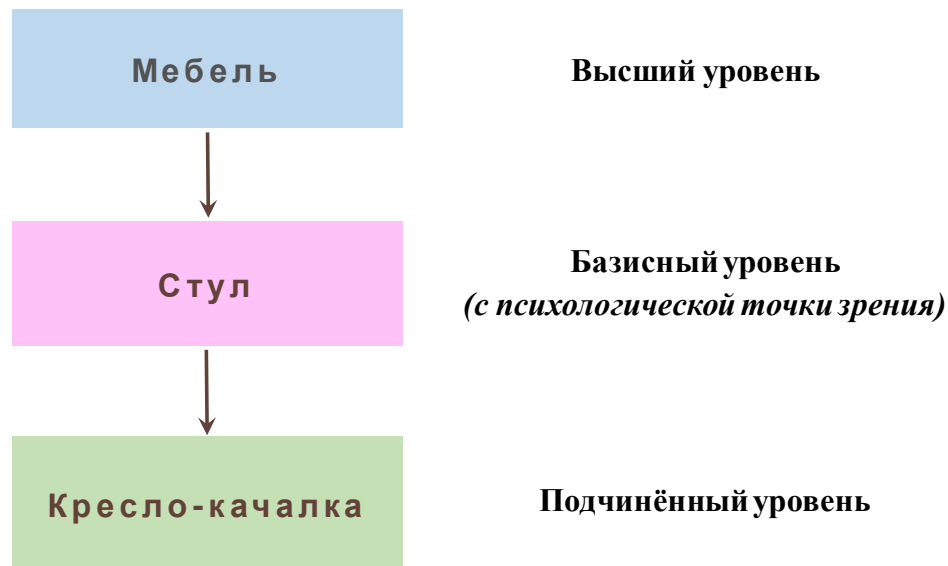 Мебель
Высший уровень
Стул
Базисный уровень
(с психологической точки зрения)
Кресло-качалка
Подчинённый уровень